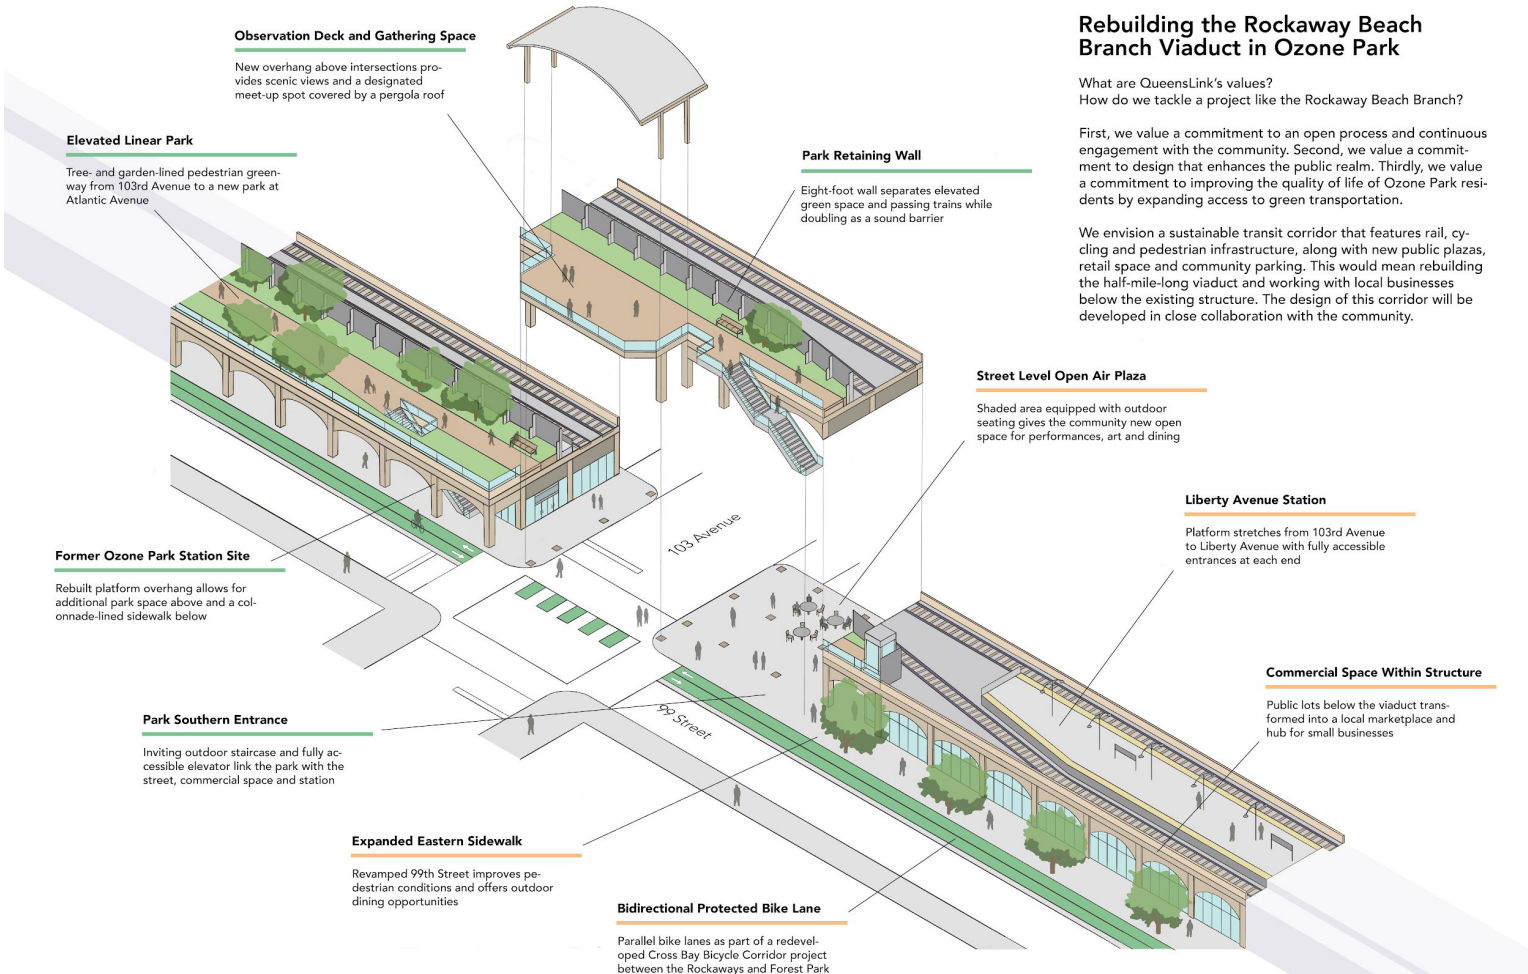 Rebuilding the Rockaway Beach
Branch Viaduct in Ozone Park
What are QueensLink's values?
How do we tackle a project like the Rockaway Beach Branch?
First, we value a commitment to an open process and continuous
engagement with the community. Second, we value a commit-
ment to design that enhances the public realm. Thirdly, we value
a commitment to improving the quality of life of Ozone Park resi-
dents by expanding access to green transportation.
We envision a sustainable transit corridor that features rail, cy-
cling and pedestrian infrastructure, along with new public plazas,
retail space and community parking. This would mean rebuilding
the half-mile-long viaduct and working with local businesses
below the existing structure. The design of this corridor will be
developed in close collaboration with the community.
Observation Deck and Gathering Space
New overhang above intersections pro-
vides scenic views and a designated
meet-up spot covered by a pergola roof
Elevated Linear Park
Tree- and garden-lined pedestrian green-
way from 103rd Avenue to a new park at
Atlantic Avenue
Park Retaining Wall
Eight-foot wall separates elevated
green space and passing trains while
doubling as a sound barrier
Street Level Open Air Plaza
Shaded area equipped with outdoor
seating gives the community new open
space for performances, art and dining
Liberty Avenue Station
Platform stretches from 103rd Avenue
to Liberty Avenue with fully accessible
entrances at each end
103 Avenue
Former Ozone Park Station Site
Rebuilt platform overhang allows for
additional park space above and a col-
onnade-lined sidewalk below
Commercial Space Within Structure
Public lots below the viaduct trans-
formed into a local marketplace and
hub for small businesses
99 Street
Park Southern Entrance
Inviting outdoor staircase and fully ac-
cessible elevator link the park with the
street, commercial space and station
Expanded Eastern Sidewalk
Revamped 99th Street improves pe-
destrian conditions and offers outdoor
dining opportunities
Bidirectional Protected Bike Lane
Parallel bike lanes as part of a redevel-
oped Cross Bay Bicycle Corridor project
between the Rockaways and Forest Park